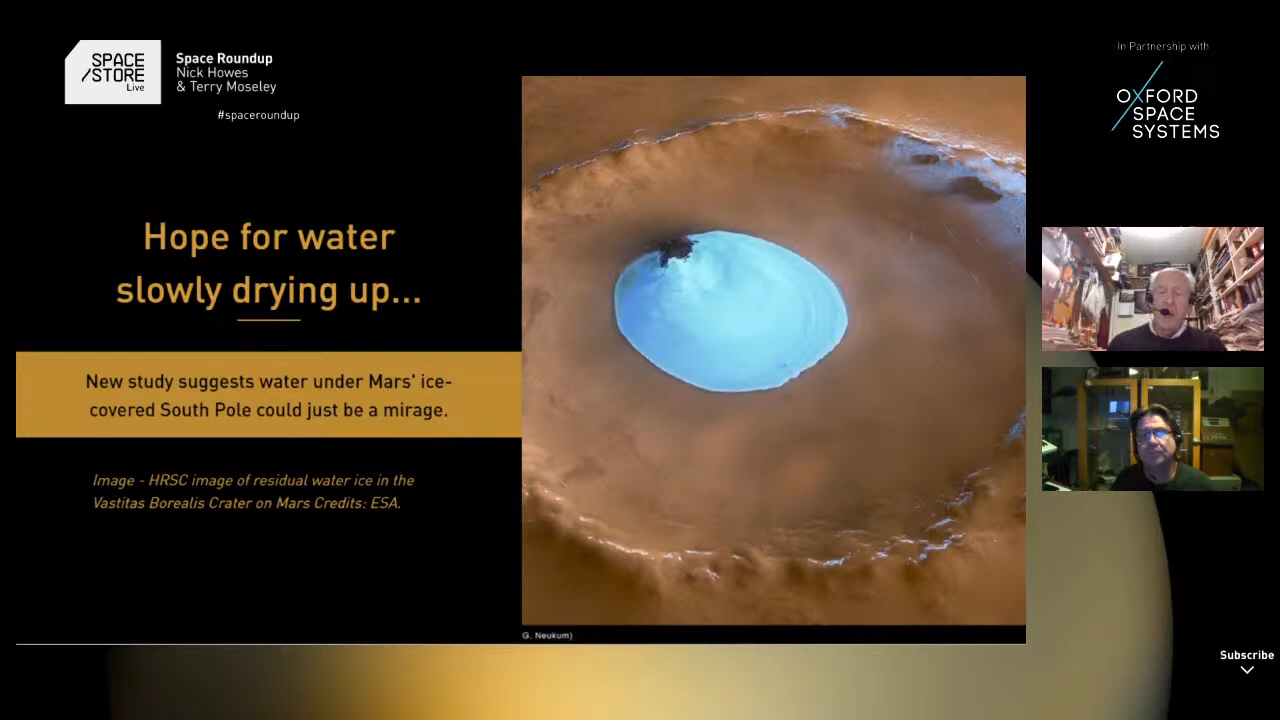 SPACE
/STORE
Live
Space Roundup
Nick Howes
& Terry Moseley
#spaceroundup
In Partnership with
OXFORD
SPACE
SYSTEMS
Hope for water
slowly drying up...
New study suggests water under Mars' ice-
covered South Pole could just be a mirage.
Image - HRSC image of residual water ice in the
Vastitas Borealis Crater on Mars Credits: ESA.
G. Neukum)
Subscribe